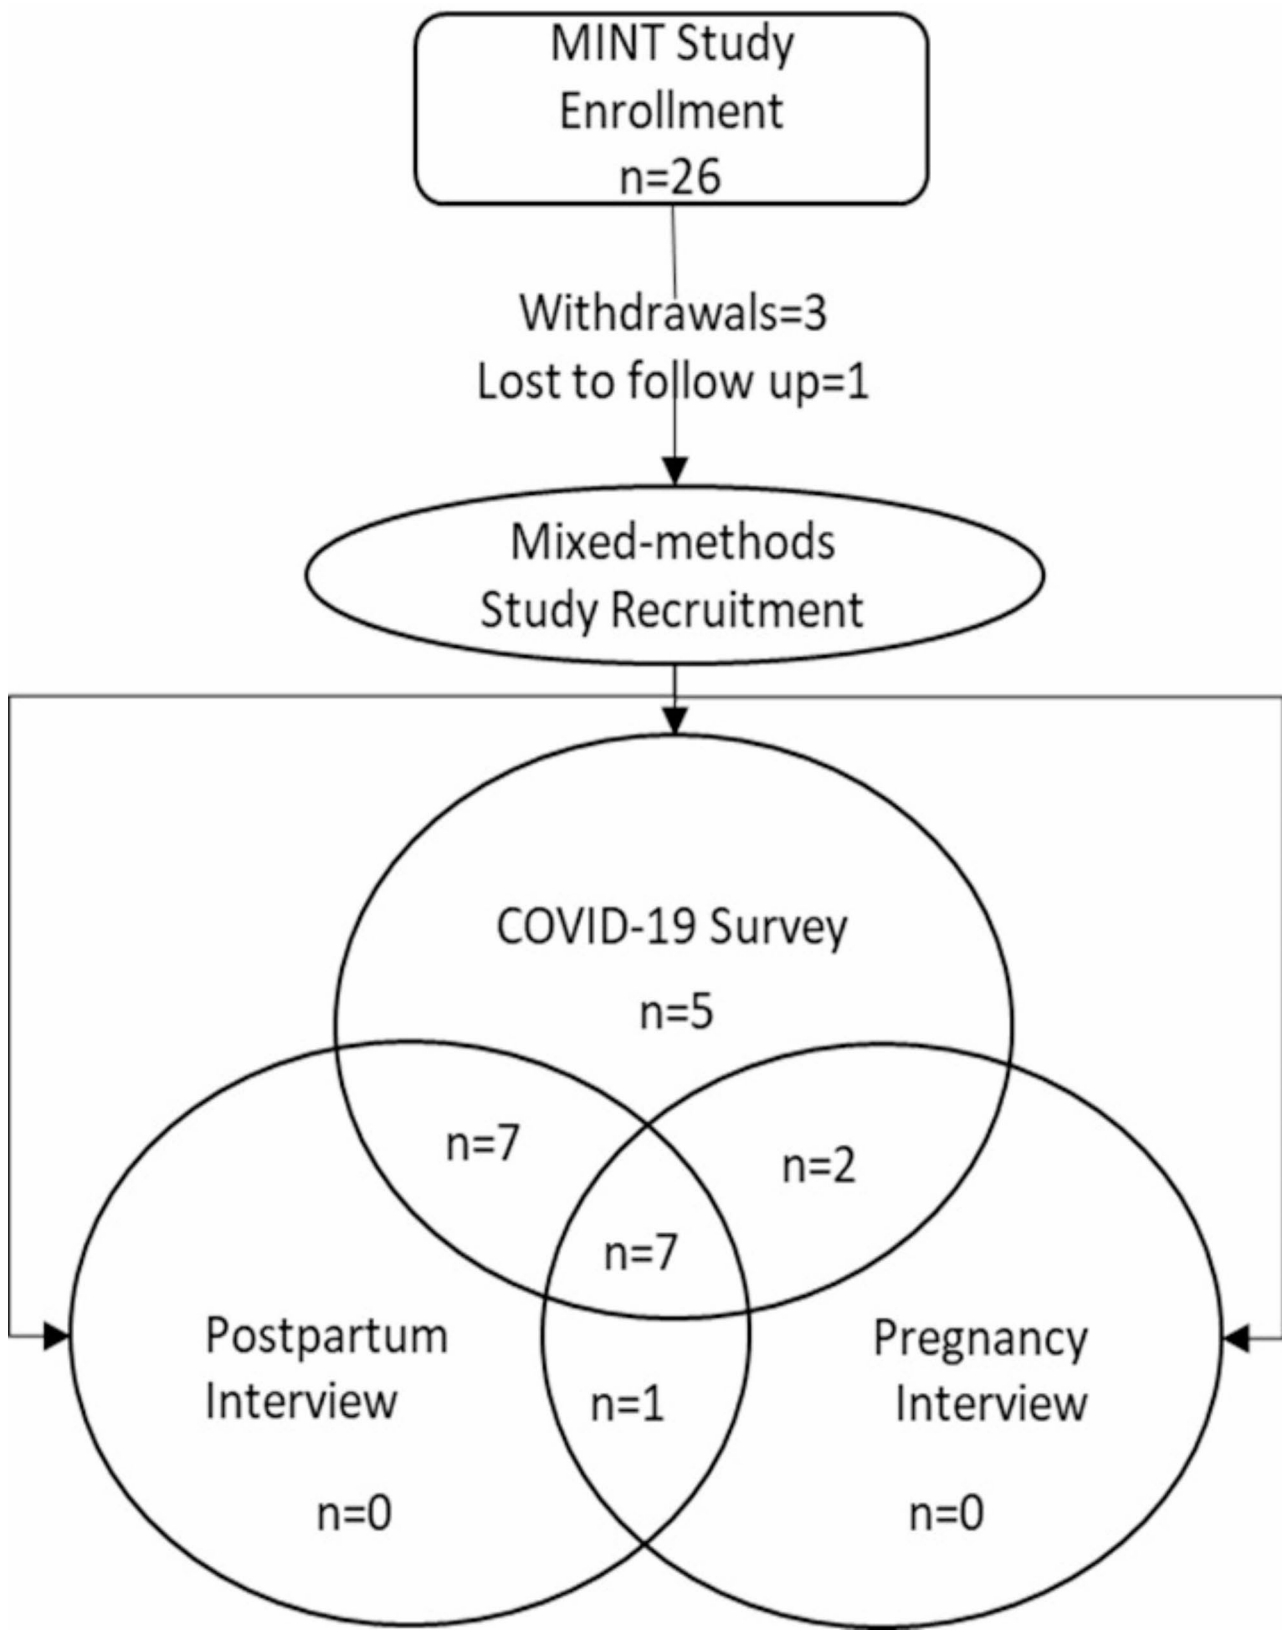 MINT Study
Enrollment
n=26
Withdrawals=3
Lost to follow up=1
Mixed-methods
Study Recruitment
COVID-19 Survey
n=5
n=7
n=2
n=7
Postpartum
Interview
n=0
n=1
Pregnancy
Interview
n=0